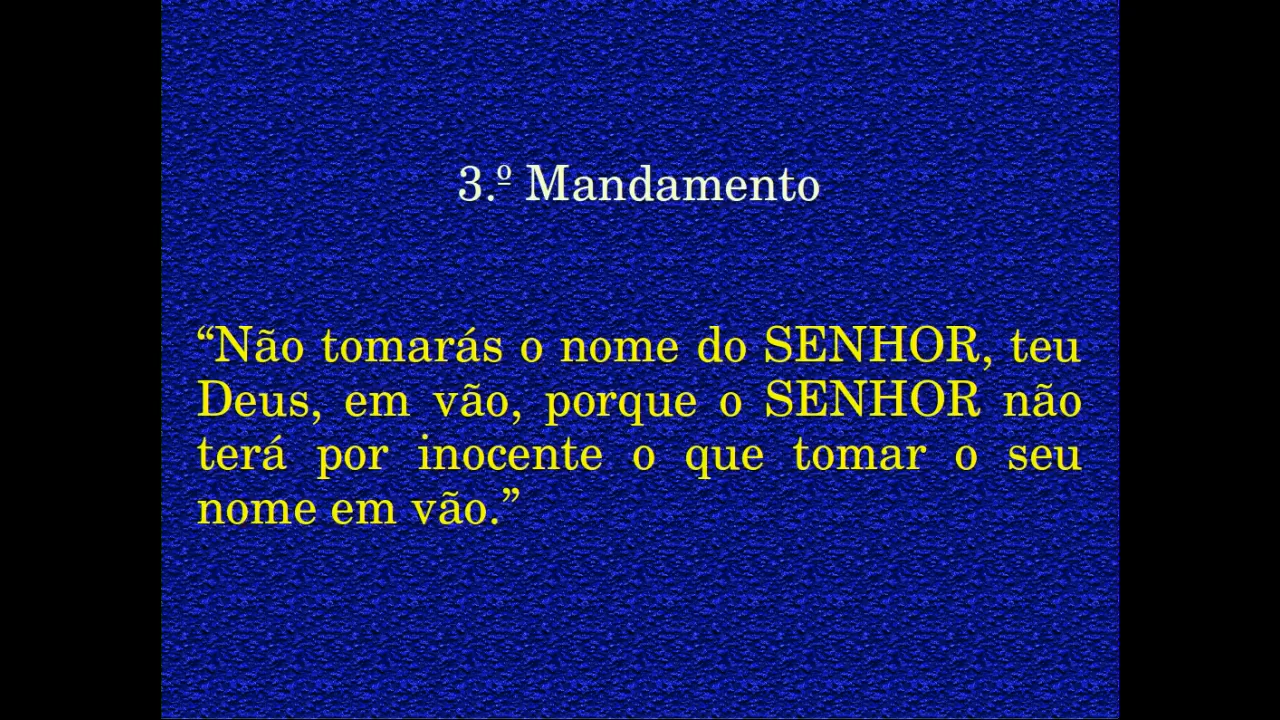 3.º Mandamento
“Não tomarás o nome do SENHOR, teu
Deus, em vão, porque o SENHOR não
terá por inocente o que tomar o seu
nome em vão.”